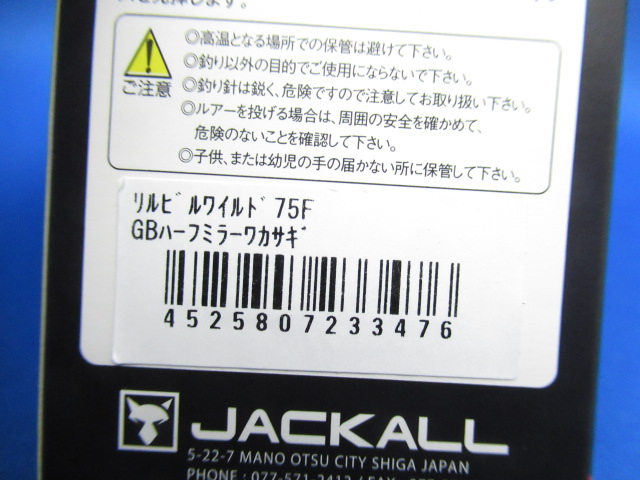 ◎高温となる場所での保管は避けて下さい。
◎釣り以外の目的でご使用にならないで下さい。
◎釣り針は鋭く、危険ですので注意してお取り扱い下さい。
◎ルアーを投げる場合は、周囲の安全を確かめて、
危険のないことを確認して下さい。
◎子供、または幼児の手の届かない所に保管して下さい。
ご注意
リルビルワイルド 75F
GBハーフミラーワカサギ
4525807233476
JACKALL
5-22-7 MANO OTSU CITY SHIGA JAPAN
PHONE : 077-571-2413 / FAX